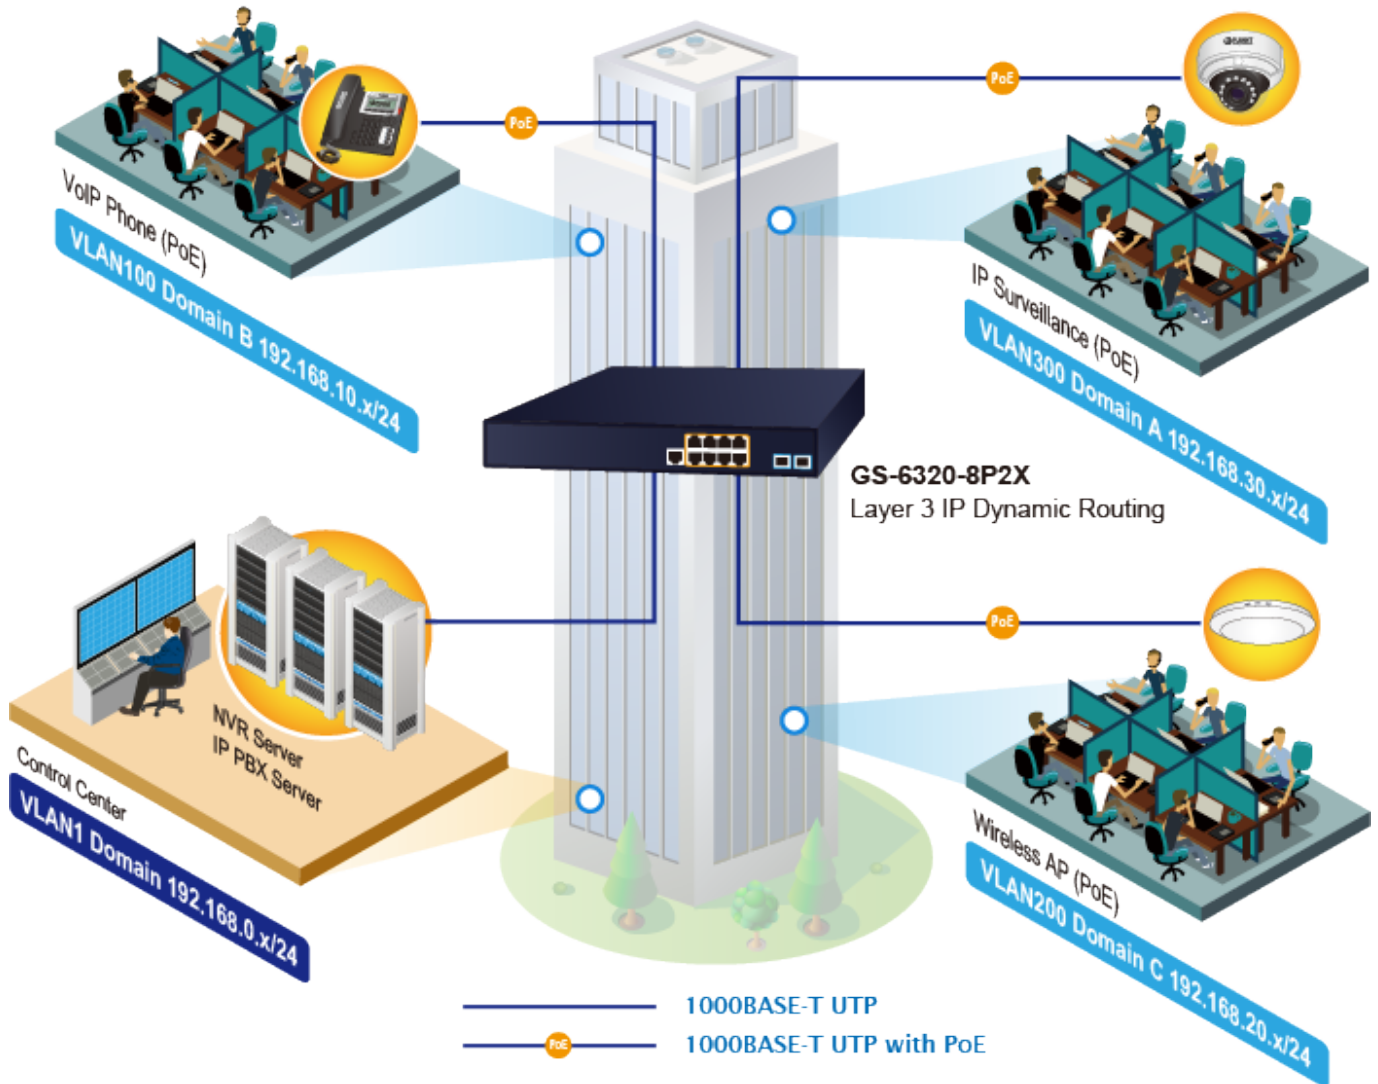 PoE
PoE
VoIP Phone (PoE)
VLAN100 Domain B 192.168.10.x/24
IP Surveillance (PoE)
VLAN300 Domain A 192.168.30.x/24
GS-6320-8P2X
Layer 3 IP Dynamic Routing
NVR Server
IP PBX Server
Control Center
VLAN1 Domain 192.168.0.x/24
PoE
Wireless AP (PoE)
VLAN200 Domain C 192.168.20.x/24
1000BASE-T UTP
PoE
1000BASE-T UTP with PoE